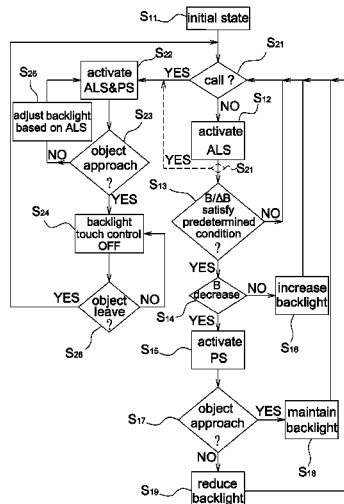 S11
initial state
S22
activate
ALS&PS
YES
call ?
S21
S25
adjust backlight
based on ALS
NO
S12
activate
ALS
S23
object
approach
?
NO
YES
YES
S21
S13
B/ΔB
satisfy
predetermined
condition
?
NO
S24
backlight
touch control
OFF
YES
B
decrease
NO
increase
backlight
S14
S16
YES
object
leave
?
NO
S26
YES
S15
activate
PS
S17
object
approach
?
YES
maintain
backlight
S18
NO
S19
reduce
backlight